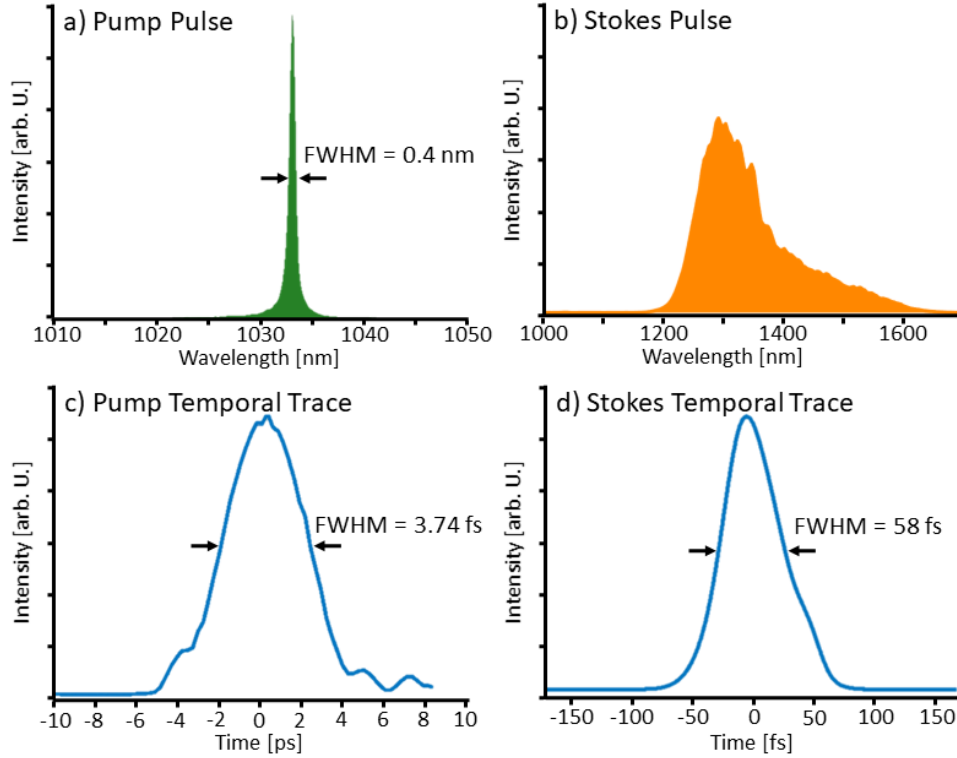 a) Pump Pulse
Intensity [arb. U.]
FWHM = 0.4 nm
1010 1020 1030 1040 1050
Wavelength [nm]
b) Stokes Pulse
Intensity [arb. U.]
1000 1200 1400 1600
Wavelength [nm]
c) Pump Temporal Trace
Intensity [arb. U.]
FWHM = 3.74 fs
-10 -8 -6 -4 -2 0 2 4 6 8 10
Time [ps]
d) Stokes Temporal Trace
Intensity [arb. U.]
FWHM = 58 fs
-150 -100 -50 0 50 100 150
Time [fs]